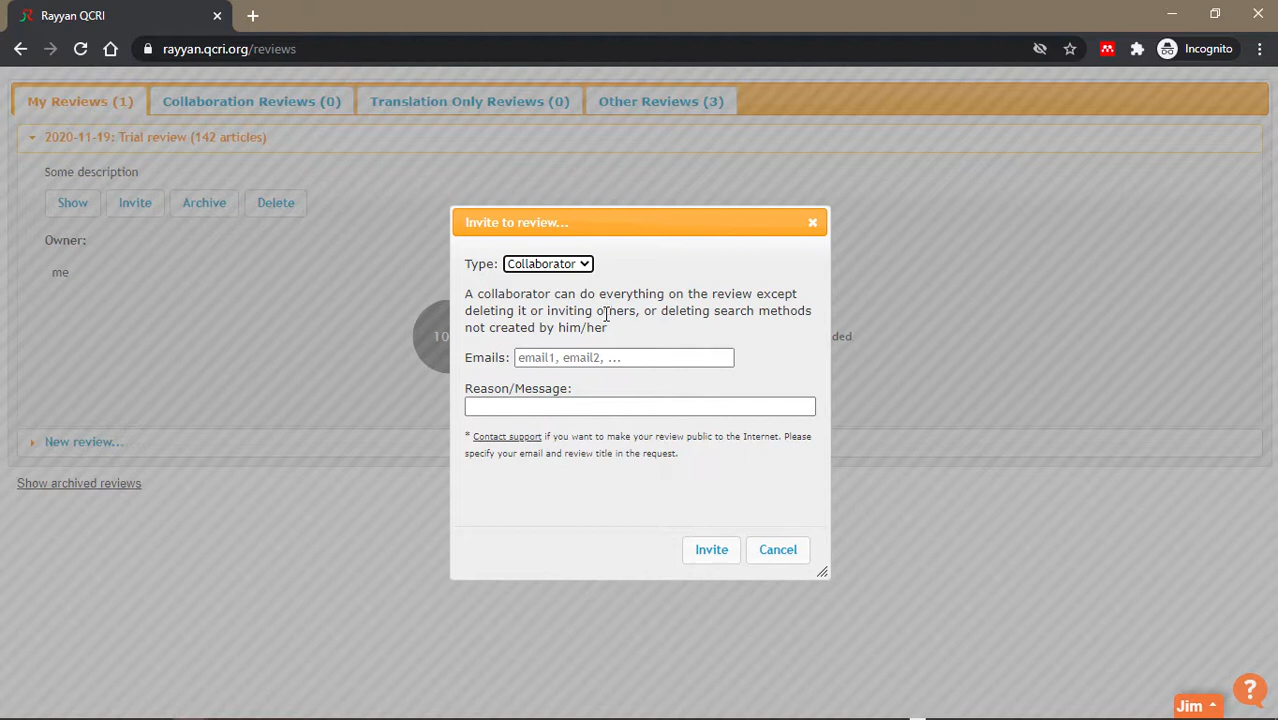 Rayyan QCRI
rayyan.qcri.org/reviews
Incognito
My Reviews (1)
Collaboration Reviews (0)
Translation Only Reviews (0)
Other Reviews (3)
2020-11-19: Trial review (142 articles)
Some description
Show
Invite
Archive
Delete
Owner:
me
10
ded
Invite to review...
Type: Collaborator
A collaborator can do everything on the review except
deleting it or inviting owners, or deleting search methods
not created by him/her
Emails: email1, email2, ...
Reason/Message:
* Contact support if you want to make your review public to the Internet. Please
specify your email and review title in the request.
Invite
Cancel
New review...
Show archived reviews
?
Jim